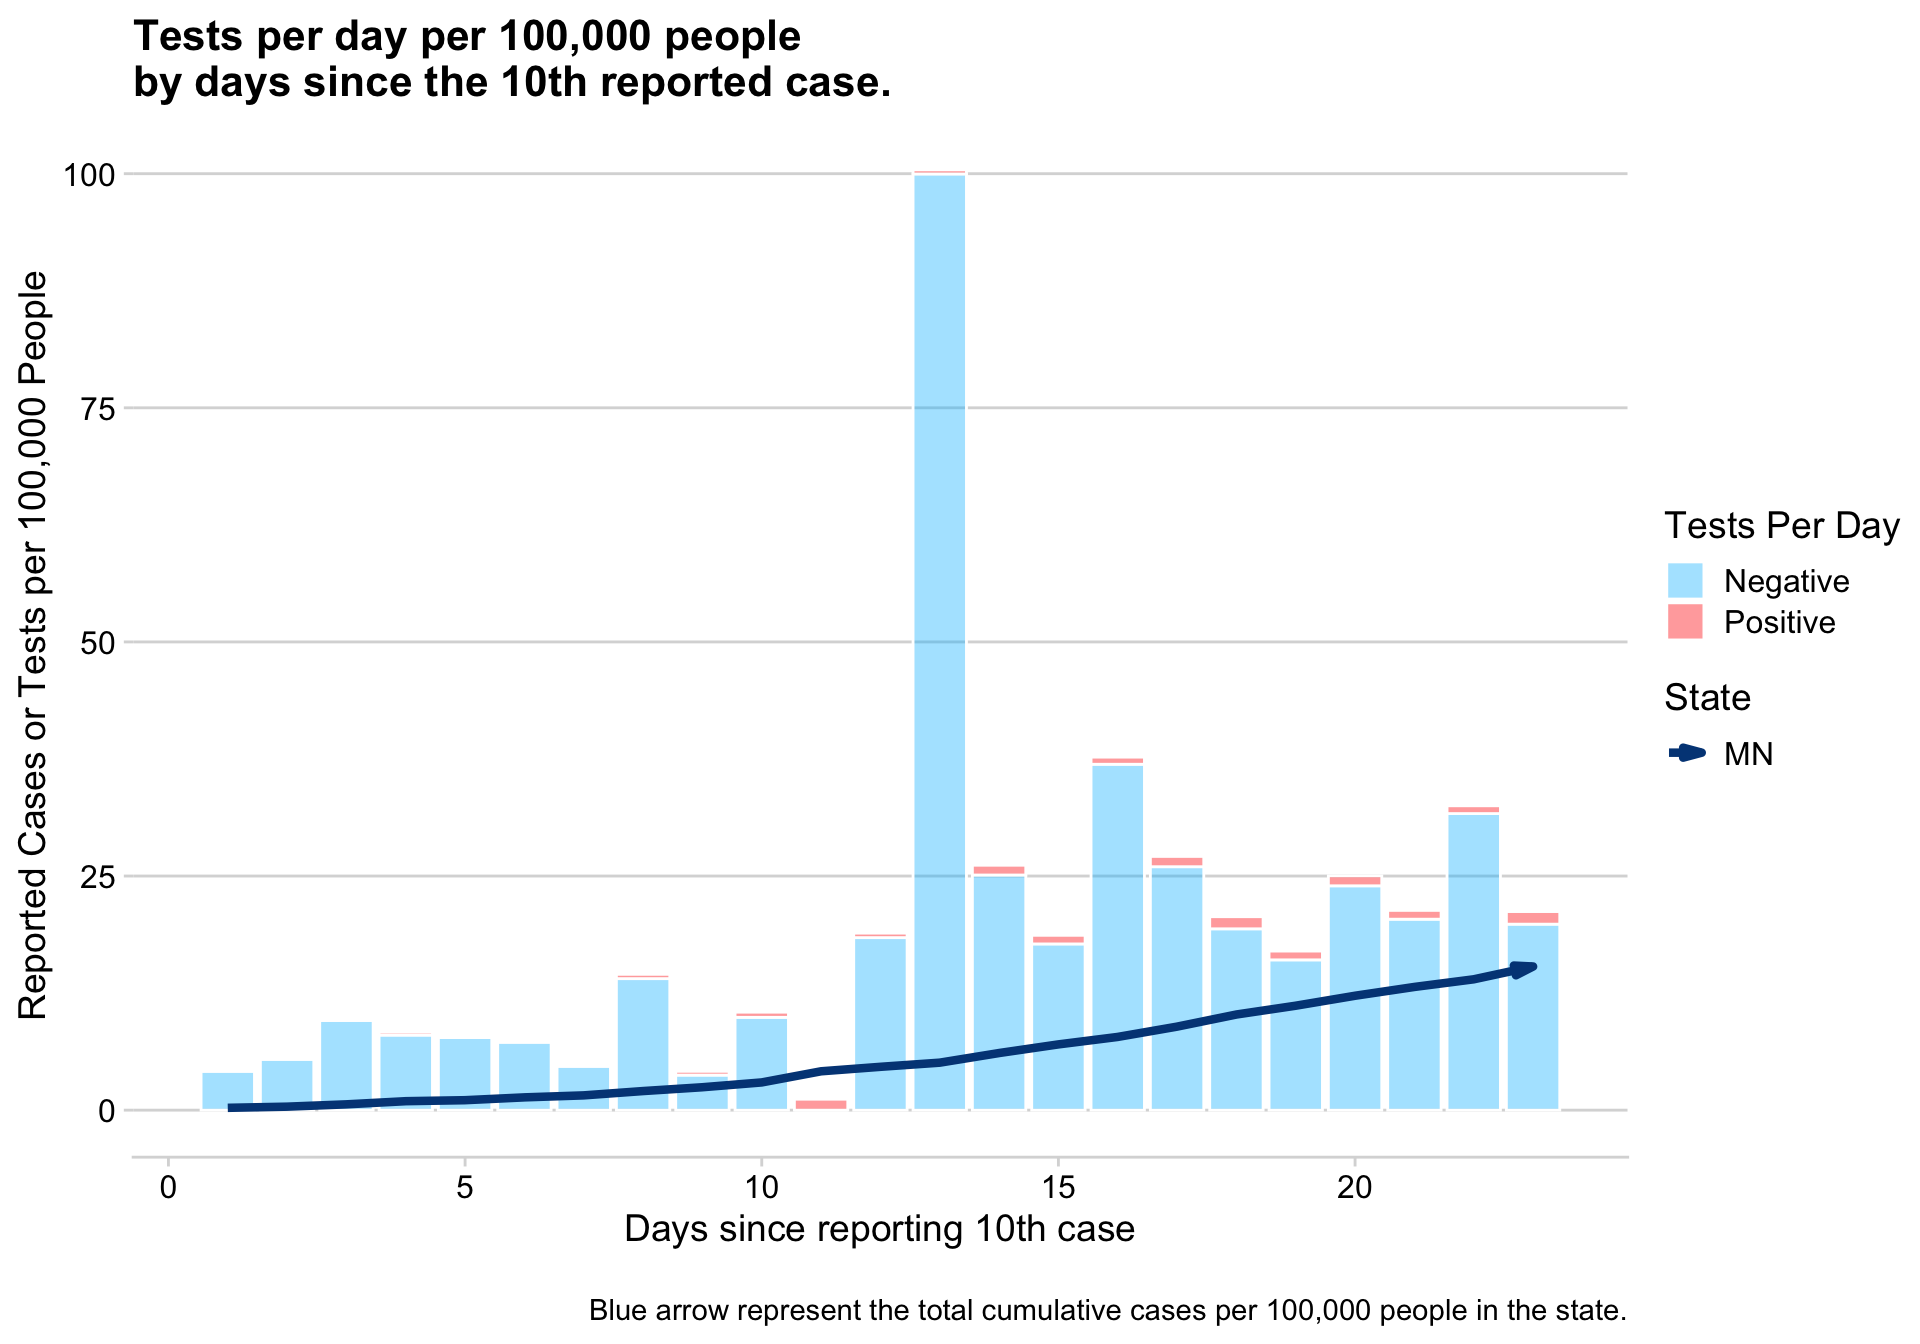 Tests per day per 100,000 people
by days since the 10th reported case.
Reported Cases or Tests per 100,000 People
100
75
50
25
0
0
5
10
15
20
Days since reporting 10th case
Tests Per Day
Negative
Positive
State
MN
Blue arrow represent the total cumulative cases per 100,000 people in the state.